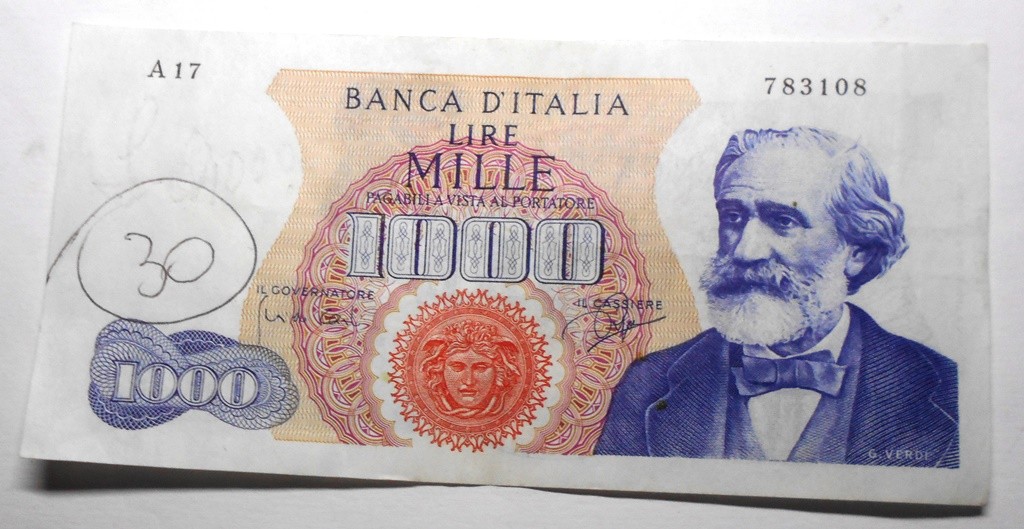 A 17
783108
BANCA D'ITALIA
LIRE
MILLE
PAGABILI A VISTA AL PORTATORE
1000
IL GOVERNATORE
IL CASSIERE
30
1000
G. VERDI